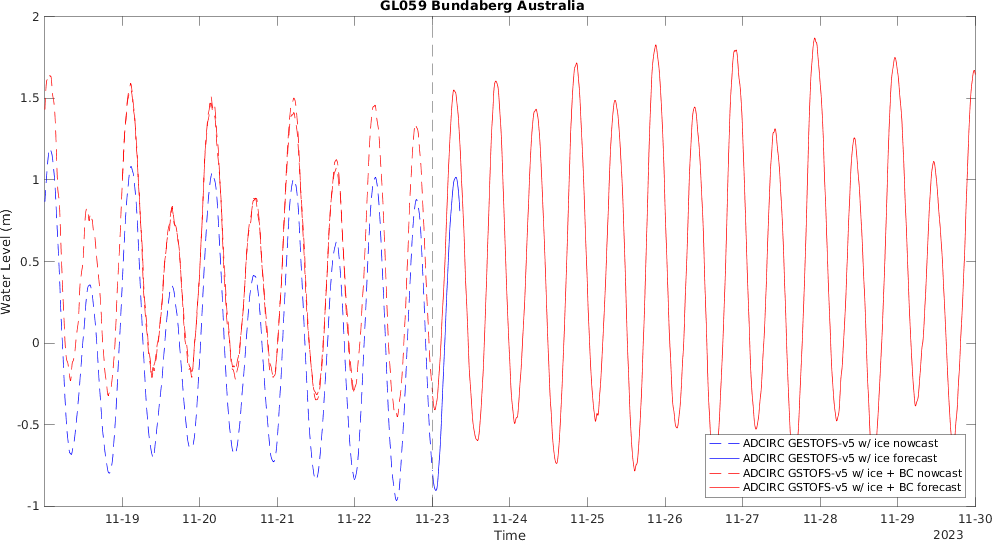 GL059 Bundaberg Australia
2
1.5
1
0.5
0
-0.5
-1
Water Level (m)
ADCIRC GESTOFS-v5 w/ ice nowcast
ADCIRC GESTOFS-v5 w/ ice forecast
ADCIRC GSTOFS-v5 w/ ice + BC nowcast
ADCIRC GSTOFS-v5 w/ ice + BC forecast
11-19 11-20 11-21 11-22 11-23 11-24 11-25 11-26 11-27 11-28 11-29 11-30
Time
2023